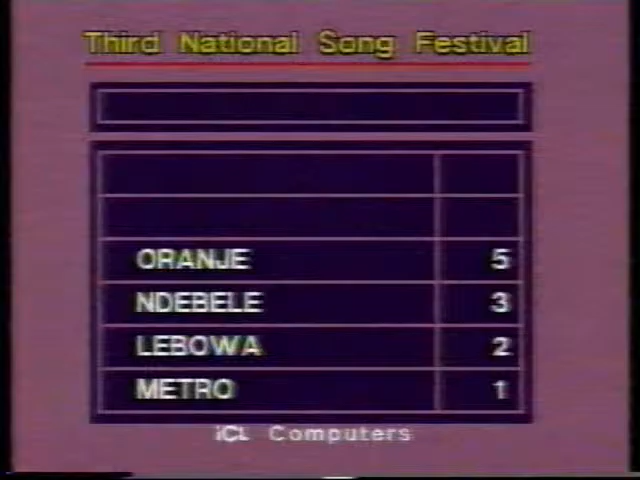 Third National Song Festival
ORANJE 5
NDEBELE 3
LEBOWA 2
METRO 1
ICL Computers